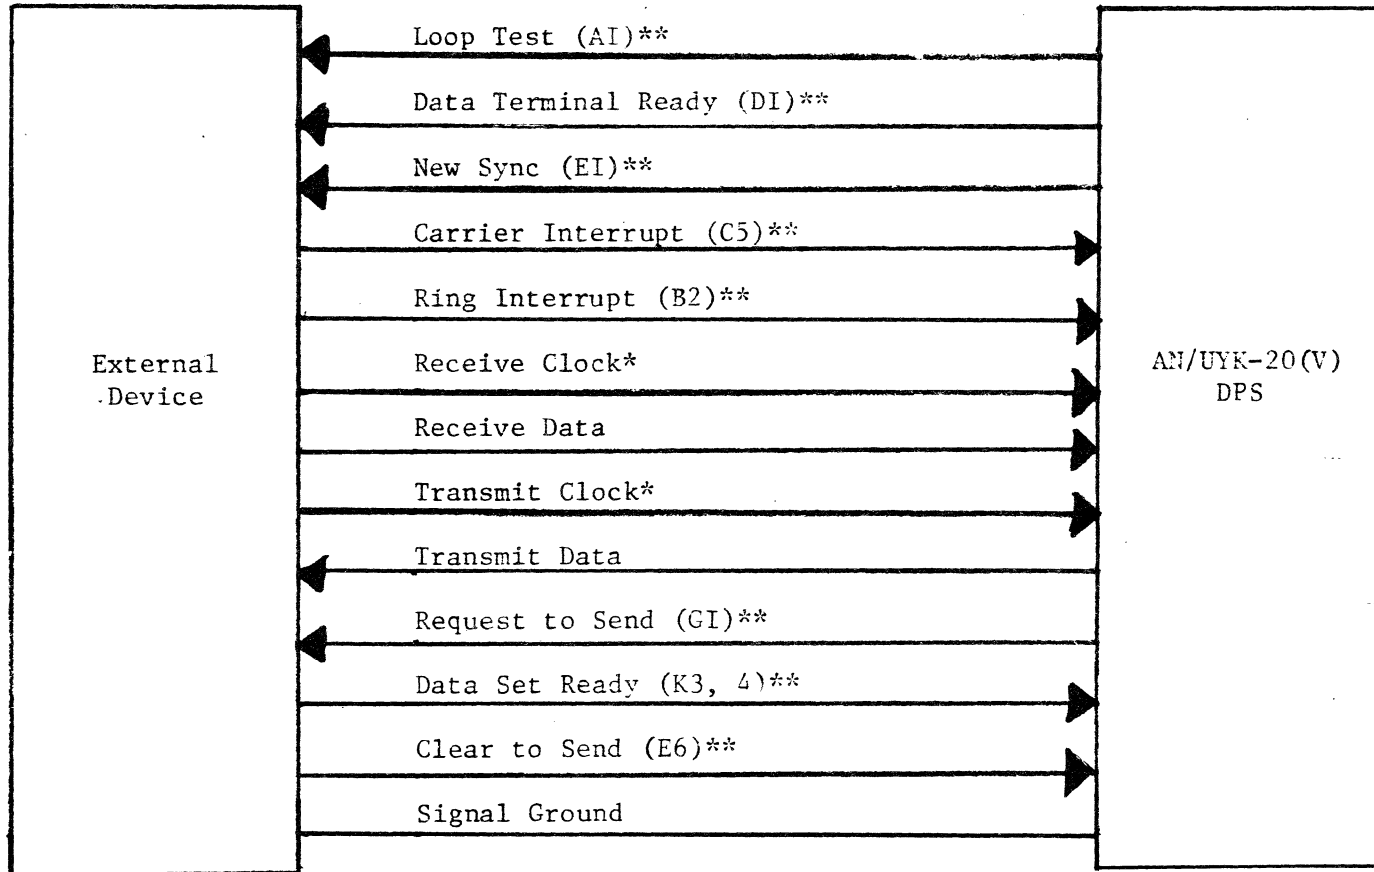 Loop Test (AI)**
Data Terminal Ready (DI)**
New Sync (EI)**
Carrier Interrupt (C5)**
Ring Interrupt (B2)**
External
Device
Receive Clock*
AN/UYK-20(V)
DPS
Receive Data
Transmit Clock*
Transmit Data
Request to Send (GI)**
Data Set Ready (K3, 4)**
Clear to Send (E6)**
Signal Ground